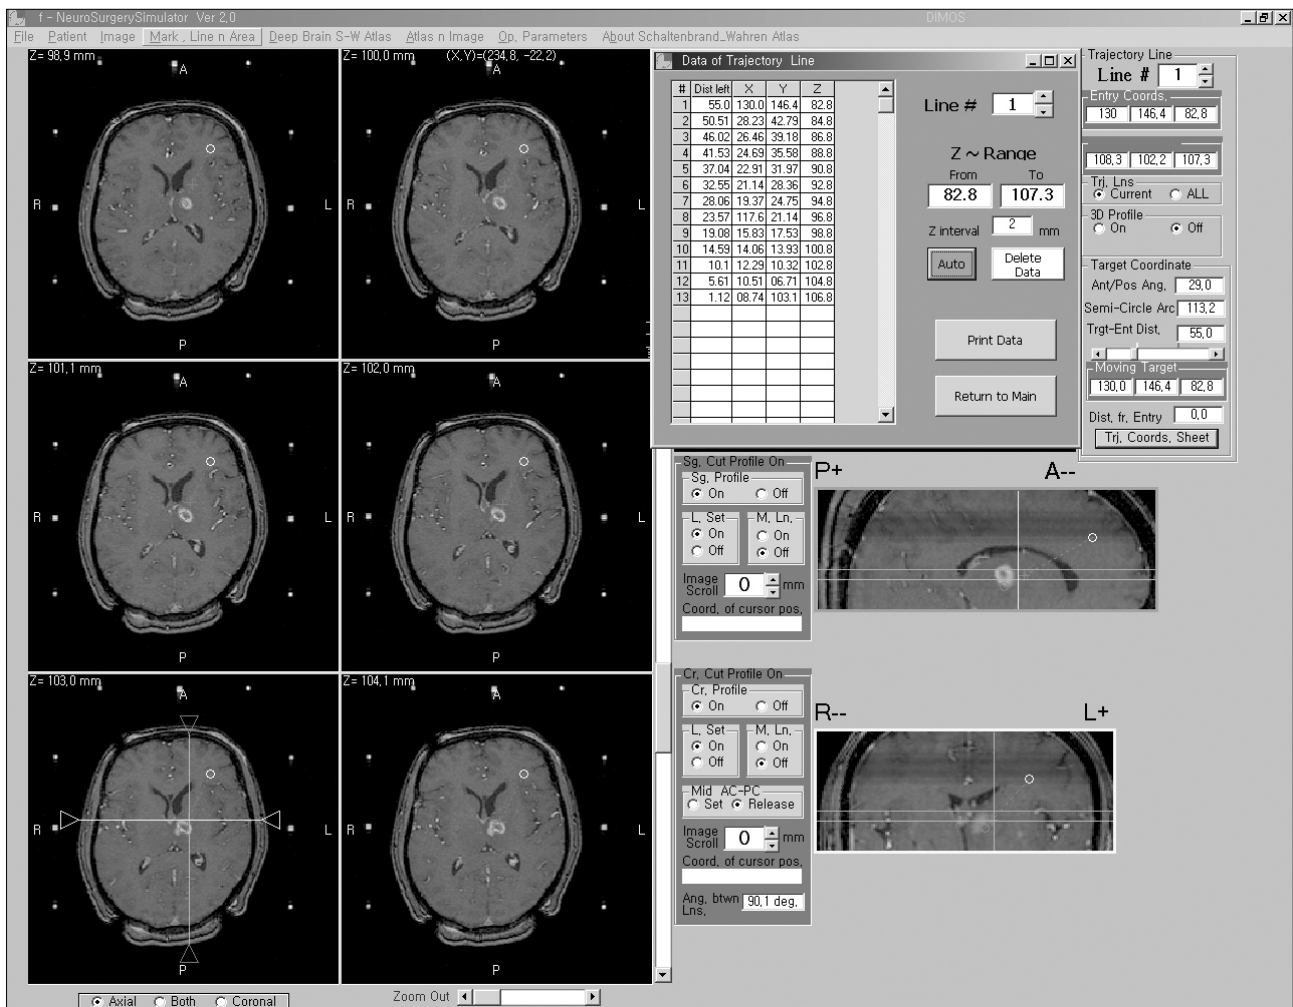 f - NeuroSurgerySimulator Ver 2,0 DIMOS
File Patient Image Mark , Line n Area Deep Brain S-W Atlas Atlas n Image Op, Parameters About Schaltenbrand_Wahren Atlas
Z= 98,9 mm
A
R
L
P
Z= 100,0 mm (X,Y)=(234,8, -22,2)
A
R
L
P
Z= 101,1 mm
A
R
L
P
Z= 102,0 mm
A
R
L
P
Z= 103,0 mm
A
R
L
P
Z= 104,1 mm
A
R
L
P
Axial Both Coronal
Zoom Out
Data of Trajectory Line
# Dist left X Y Z
1 55.0 130.0 146.4 82.8
2 50.51 28.23 42.79 84.8
3 46.02 26.46 39.18 86.8
4 41.53 24.69 35.58 88.8
5 37.04 22.91 31.97 90.8
6 32.55 21.14 28.36 92.8
7 28.06 19.37 24.75 94.8
8 23.57 117.6 21.14 96.8
9 19.08 15.83 17.53 98.8
10 14.59 14.06 13.93 100.8
11 10.1 12.29 10.32 102.8
12 5.61 10.51 06.71 104.8
13 1.12 08.74 103.1 106.8
Line # 1
Z ~ Range
From To
82.8 107.3
Z interval 2 mm
Auto
Delete
Data
Print Data
Return to Main
Trajectory Line
Line # 1
Entry Coords,
130 146,4 82,8
108,3 102,2 107,3
Trj, Lns
Current ALL
3D Profile
On Off
Target Coordinate
Ant/Pos Ang, 29,0
Semi-Circle Arc 113,2
Trgt-Ent Dist, 55,0
Moving Target
130,0 146,4 82,8
Dist, fr, Entry 0,0
Trj, Coords, Sheet
Sg, Cut Profile On
Sg, Profile
On Off
L, Set M, Ln,
On On
Off Off
Image
Scroll 0 mm
Coord, of cursor pos,
P+ A--
Cr, Cut Profile On
Cr, Profile
On Off
L, Set M, Ln,
On On
Off Off
Mid AC-PC
Set Release
Image
Scroll 0 mm
Coord, of cursor pos,
Ang, btwn
Lns, 90,1 deg,
R-- L+